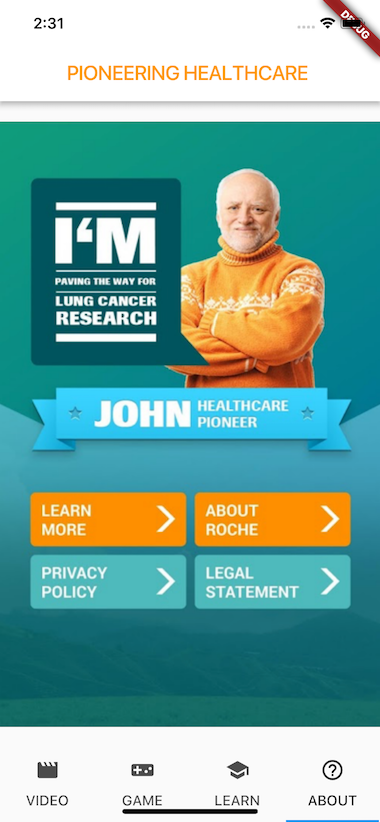 2:31
DEBUG
PIONEERING HEALTHCARE
I'M
PAVING THE WAY FOR
LUNG CANCER
RESEARCH
JOHN HEALTHCARE
PIONEER
LEARN
MORE
ABOUT
ROCHE
PRIVACY
POLICY
LEGAL
STATEMENT
VIDEO
GAME
LEARN
ABOUT